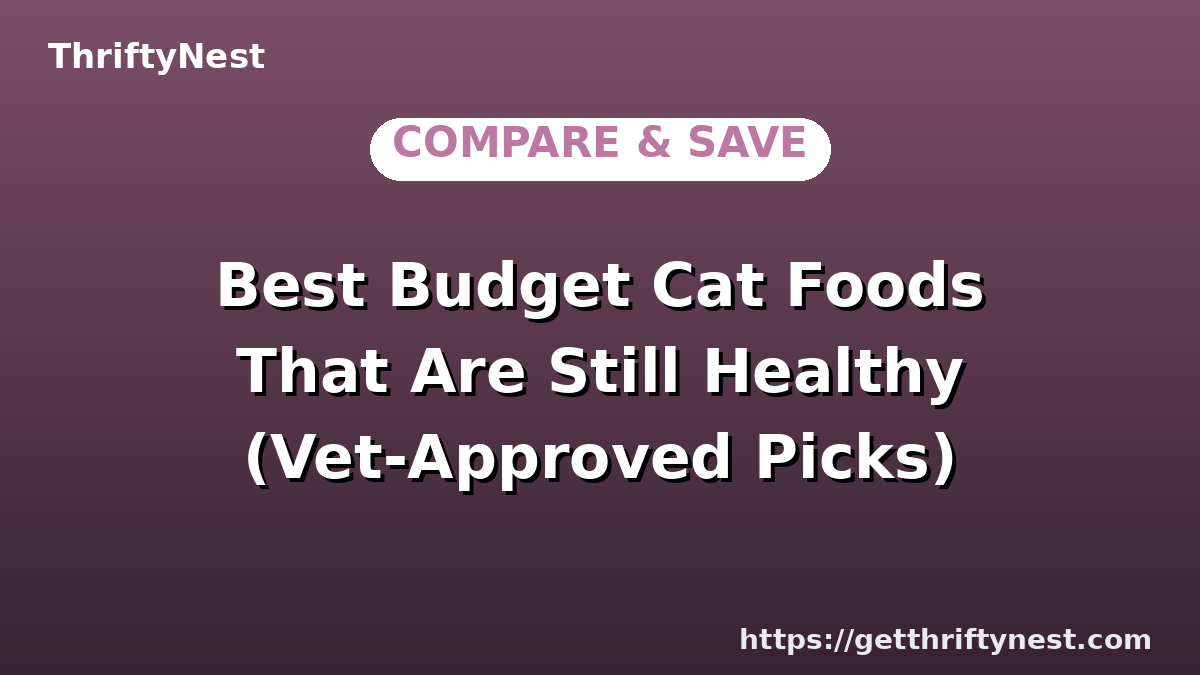 ThriftyNest
COMPARE & SAVE
Best Budget Cat Foods
That Are Still Healthy
(Vet-Approved Picks)
https://getthriftynest.com